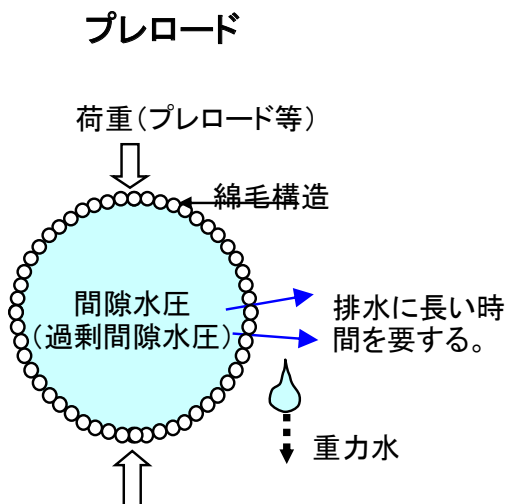 プレロード
荷重(プレロード等)
綿毛構造
間隙水圧
(過剰間隙水圧)
排水に長い時
間を要する。
重力水